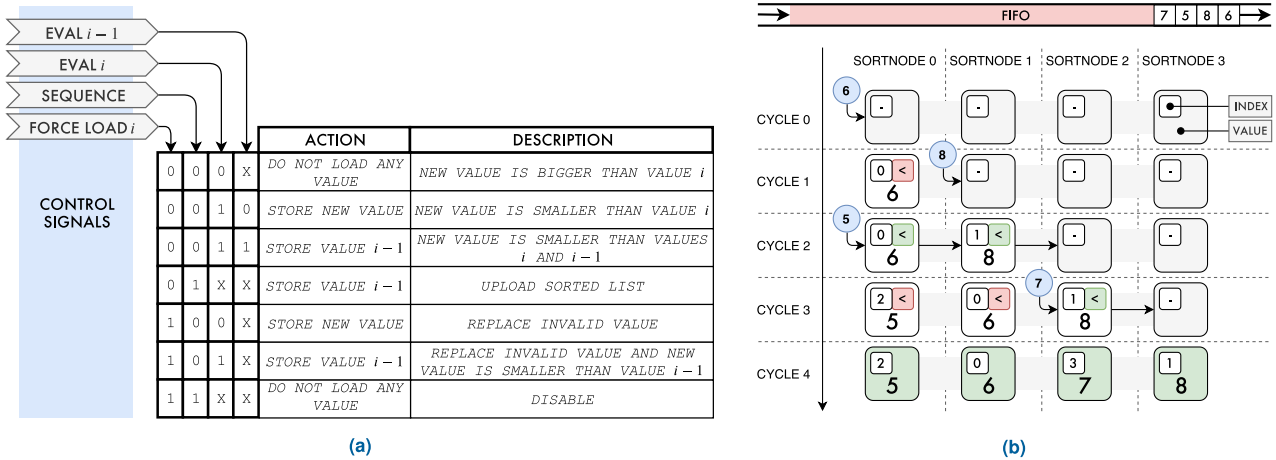 EVAL i – 1
EVAL i
SEQUENCE
FORCE LOAD i
CONTROL
SIGNALS
ACTION DESCRIPTION
0 0 0 X DO NOT LOAD ANY VALUE NEW VALUE IS BIGGER THAN VALUE i
0 0 1 0 STORE NEW VALUE NEW VALUE IS SMALLER THAN VALUE i
0 0 1 1 STORE VALUE i – 1 NEW VALUE IS SMALLER THAN VALUES i AND i – 1
0 1 X X STORE VALUE i – 1 UPLOAD SORTED LIST
1 0 0 X STORE NEW VALUE REPLACE INVALID VALUE
1 0 1 X STORE VALUE i – 1 REPLACE INVALID VALUE AND NEW VALUE IS SMALLER THAN VALUE i–1
1 1 X X DO NOT LOAD ANY VALUE DISABLE
(a)
FIFO 7 5 8 6
SORTNODE 0 SORTNODE 1 SORTNODE 2 SORTNODE 3
6
CYCLE 0 - - - - INDEX
VALUE
8
CYCLE 1 0 < - - -
6
5
CYCLE 2 0 < 1 < - -
6 8
7
CYCLE 3 2 < 0 < 1 < -
5 6 8
CYCLE 4 2 0 3 1
5 6 7 8
(b)